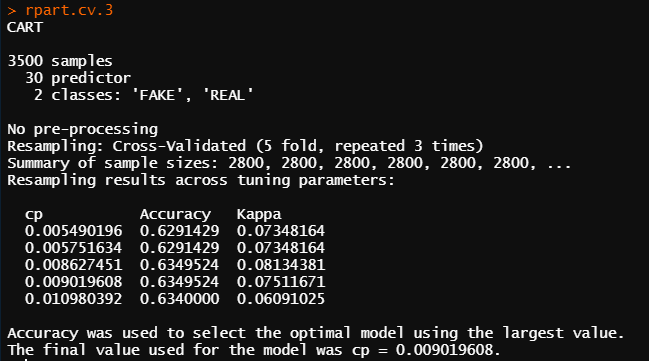 > rpart.cv.3
CART

3500 samples
  30 predictor
   2 classes: 'FAKE', 'REAL'

No pre-processing
Resampling: Cross-Validated (5 fold, repeated 3 times)
Summary of sample sizes: 2800, 2800, 2800, 2800, 2800, 2800, ...
Resampling results across tuning parameters:

  cp           Accuracy   Kappa
  0.005490196  0.6291429  0.07348164
  0.005751634  0.6291429  0.07348164
  0.008627451  0.6349524  0.08134381
  0.009019608  0.6349524  0.07511671
  0.010980392  0.6340000  0.06091025

Accuracy was used to select the optimal model using the largest value.
The final value used for the model was cp = 0.009019608.